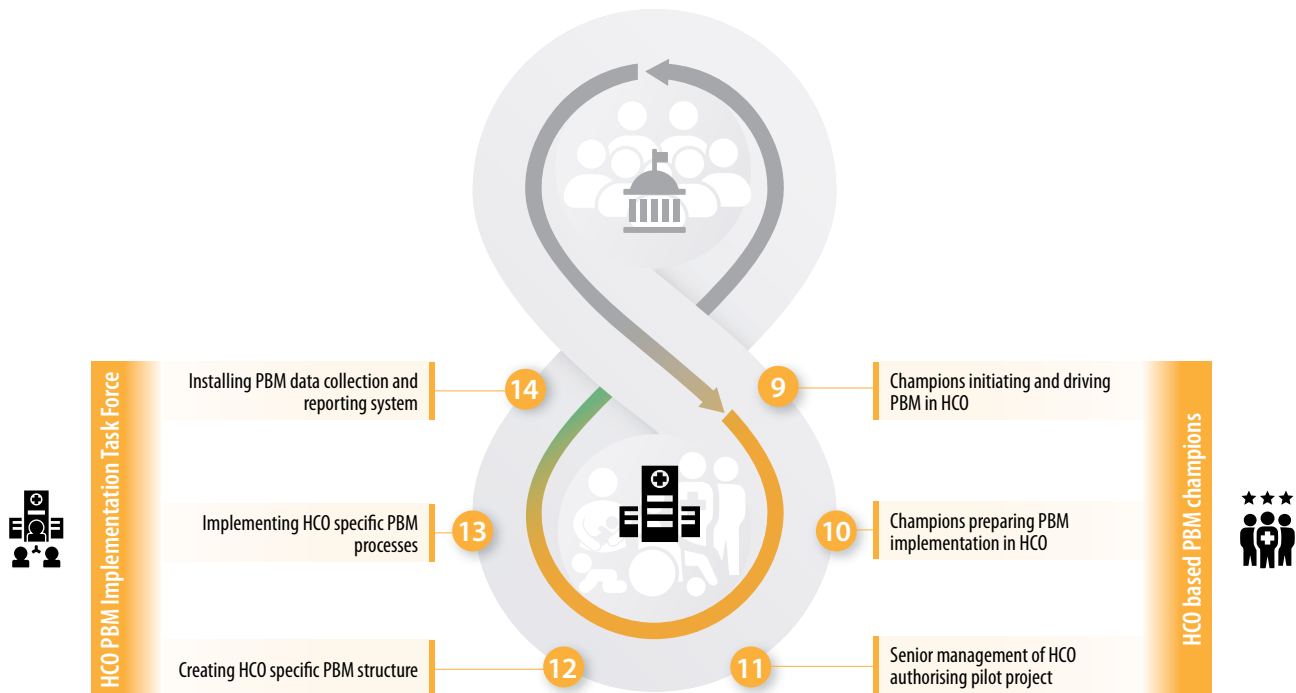 HCO PBM Implementation Task Force
14
Installing PBM data collection and
reporting system
13
Implementing HCO specific PBM
processes
12
Creating HCO specific PBM structure
9
Champions initiating and driving
PBM in HCO
10
Champions preparing PBM
implementation in HCO
11
Senior management of HCO
authorising pilot project
HCO based PBM champions